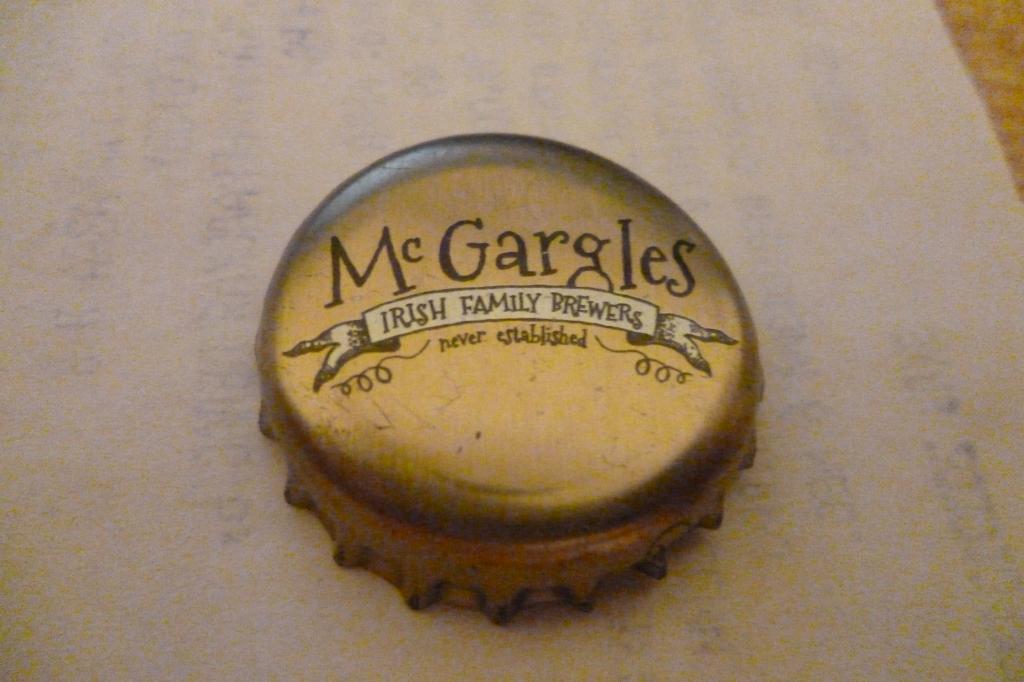 McGargles
IRISH FAMILY BREWERS
never established